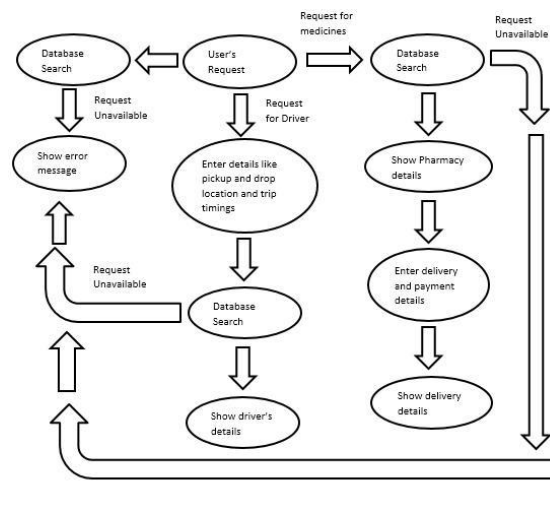 Request for
medicines
Request
Unavailable
Database
Search
User's
Request
Database
Search
Request
Unavailable
Request
for Driver
Show error
message
Enter details like
pickup and drop
location and trip
timings
Show Pharmacy
details
Request
Unavailable
Enter delivery
and payment
details
Database
Search
Show driver's
details
Show delivery
details